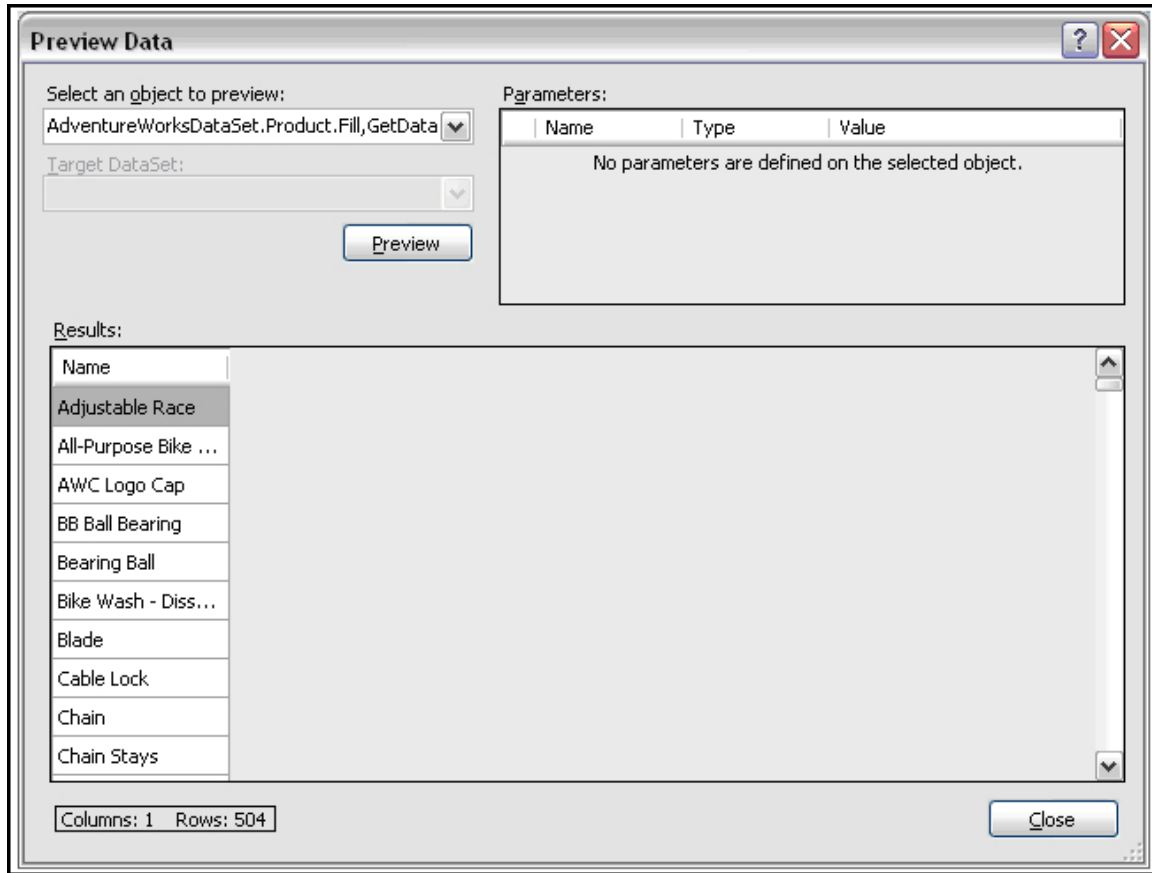 Preview Data
Select an object to preview:
AdventureWorksDataSet.Product.Fill,GetData
Target DataSet:
Preview
Parameters:
Name Type Value
No parameters are defined on the selected object.
Results:
Name
Adjustable Race
All-Purpose Bike ...
AWC Logo Cap
BB Ball Bearing
Bearing Ball
Bike Wash - Diss...
Blade
Cable Lock
Chain
Chain Stays
Columns: 1 Rows: 504
Close